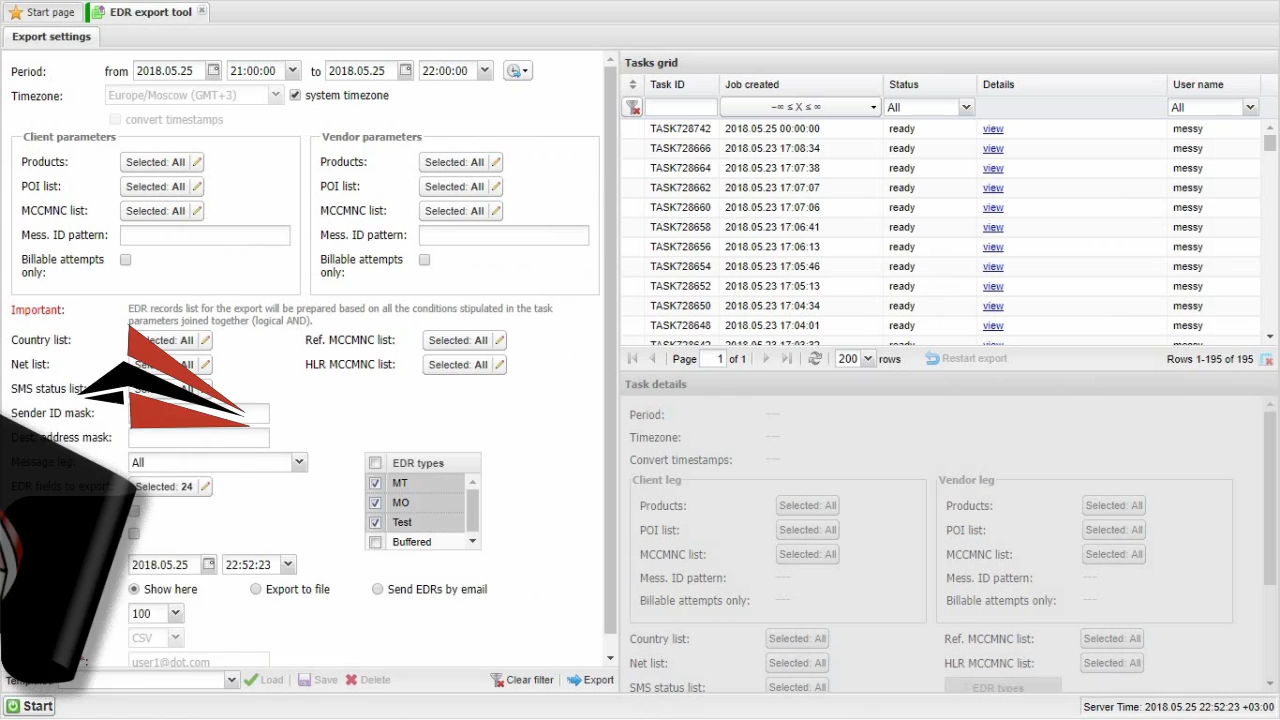 Start page
EDR export tool
Export settings
Period: from 2018.05.25 21:00:00 to 2018.05.25 22:00:00
Timezone: Europe/Moscow (GMT+3) system timezone
convert timestamps
Client parameters
Products: Selected: All
POI list: Selected: All
MCCMNC list: Selected: All
Mess. ID pattern:
Billable attempts
only:
Vendor parameters
Products: Selected: All
POI list: Selected: All
MCCMNC list: Selected: All
Mess. ID pattern:
Billable attempts
only:
Important: EDR records list for the export will be prepared based on all the conditions stipulated in the task
parameters joined together (logical AND).
Country list: Selected: All Ref. MCCMNC list: Selected: All
Net list: All HLR MCCMNC list: Selected: All
SMS status list:
Sender ID mask:
Dest. address mask:
Message leg: All
EDR fields to export: Selected: 24
EDR types
MT
MO
Test
Buffered
2018.05.25 22:52:23
Show here Export to file Send EDRs by email
100
CSV
user1@dot.com
Load Save Delete Clear filter Export
Tasks grid
Task ID Job created Status Details User name
-∞ ≤ X ≤ ∞ All All
TASK728742 2018.05.25 00:00:00 ready view messy
TASK728666 2018.05.23 17:08:34 ready view messy
TASK728664 2018.05.23 17:07:38 ready view messy
TASK728662 2018.05.23 17:07:07 ready view messy
TASK728660 2018.05.23 17:07:06 ready view messy
TASK728658 2018.05.23 17:06:41 ready view messy
TASK728656 2018.05.23 17:06:13 ready view messy
TASK728654 2018.05.23 17:05:46 ready view messy
TASK728652 2018.05.23 17:05:13 ready view messy
TASK728650 2018.05.23 17:04:34 ready view messy
TASK728648 2018.05.23 17:04:01 ready view messy
Page 1 of 1 200 rows Restart export Rows 1-195 of 195
Task details
Period: ---
Timezone: ---
Convert timestamps: ---
Client leg
Products: Selected: All
POI list: Selected: All
MCCMNC list: Selected: All
Mess. ID pattern: ---
Billable attempts only: ---
Vendor leg
Products: Selected: All
POI list: Selected: All
MCCMNC list: Selected: All
Mess. ID pattern: ---
Billable attempts only: ---
Country list: Selected: All Ref. MCCMNC list: Selected: All
Net list: Selected: All HLR MCCMNC list: Selected: All
SMS status list: Selected: All EDR types
Start
Server Time: 2018.05.25 22:52:23 +03:00